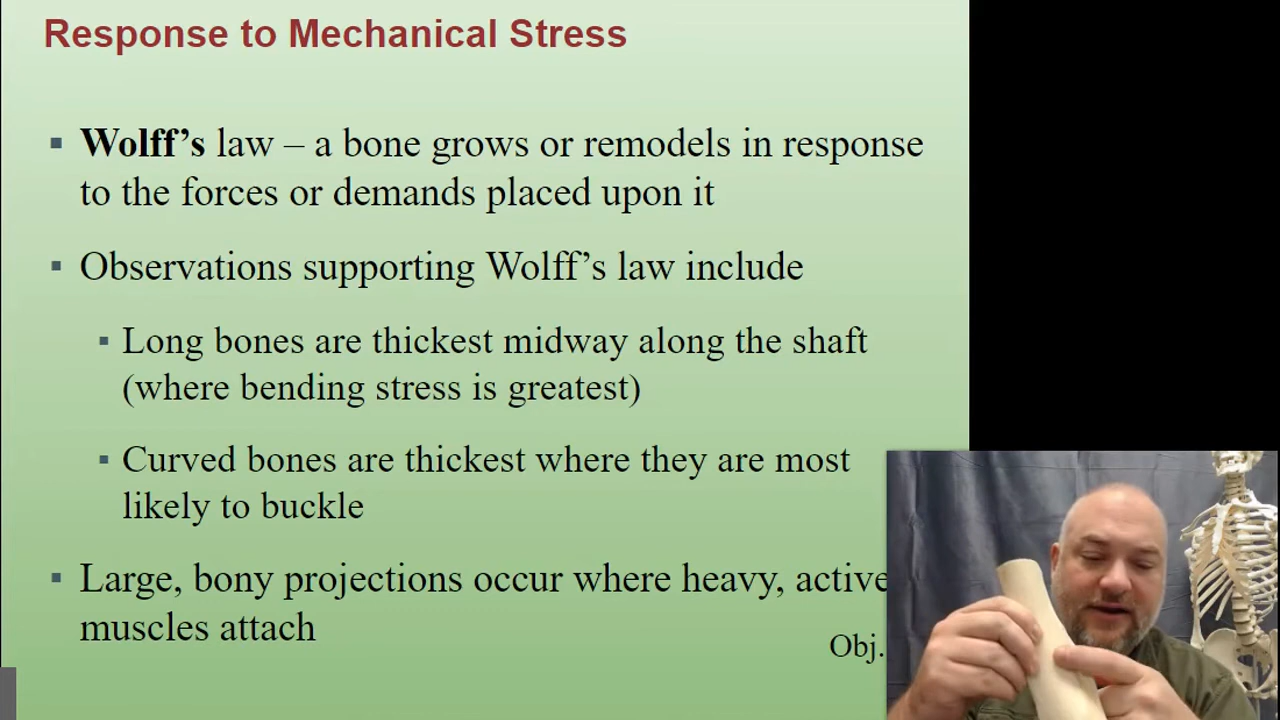 Response to Mechanical Stress
▪ Wolff’s law – a bone grows or remodels in response
to the forces or demands placed upon it
▪ Observations supporting Wolff’s law include
▪ Long bones are thickest midway along the shaft
(where bending stress is greatest)
▪ Curved bones are thickest where they are most
likely to buckle
▪ Large, bony projections occur where heavy, active
muscles attach
Obj.